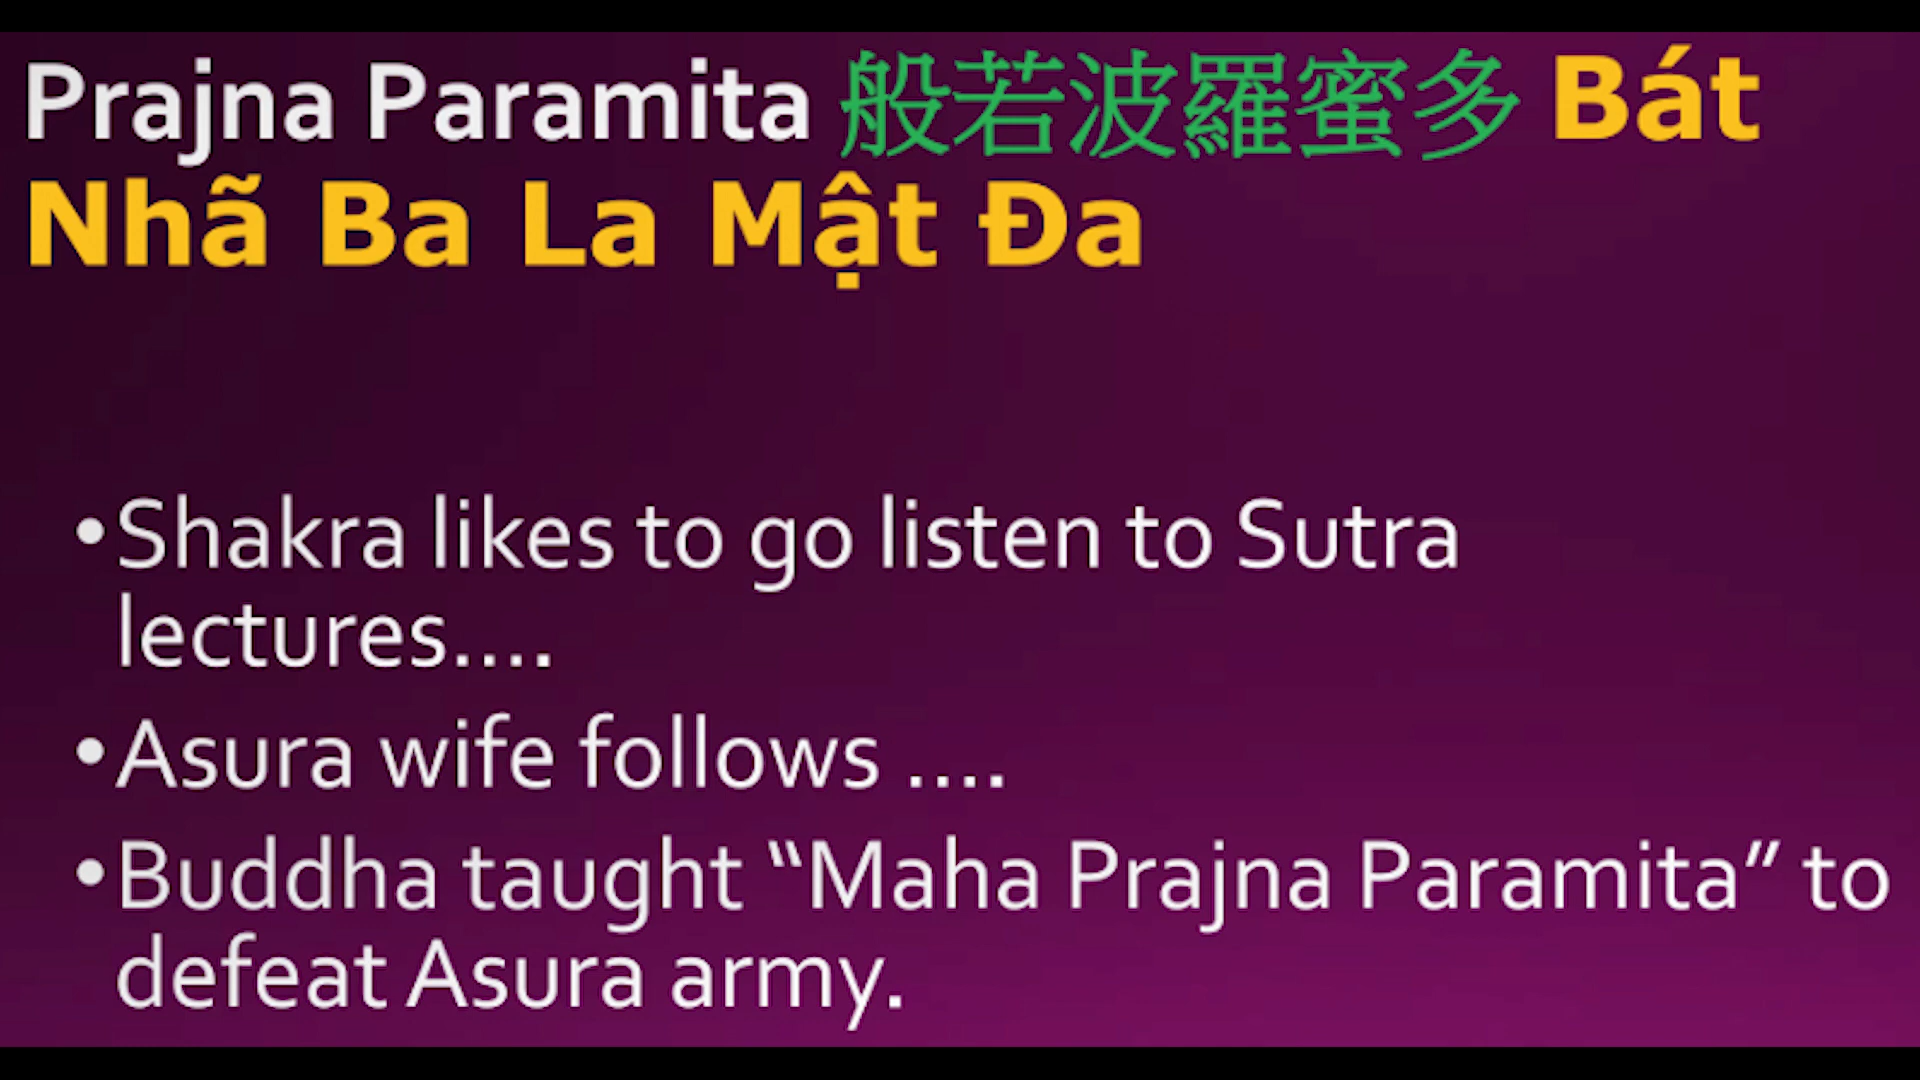 Prajna Paramita 般若波羅蜜多 Bát
Nhã Ba La Mật Đa
•Shakra likes to go listen to Sutra
lectures....
•Asura wife follows ....
•Buddha taught “Maha Prajna Paramita” to
defeat Asura army.